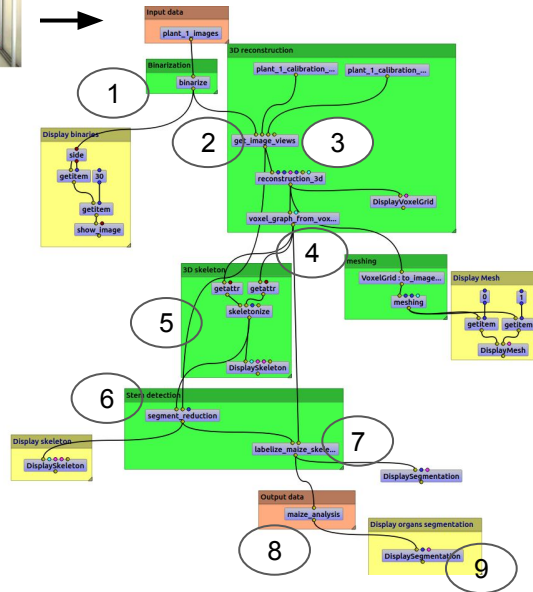 Input data
plant_1_images
3D reconstruction
Binarization
plant_1_calibration_...
plant_1_calibration_...
binarize
1
2
3
get_image_views
Display binaries
side
getitem
30
getitem
show_image
reconstruction_3d
DisplayVoxelGrid
voxel_graph_from_vox...
4
3D skeleton
getattr
getattr
skeletonize
5
DisplaySkeleton
meshing
VoxelGrid : to_image...
meshing
Display Mesh
0
1
getitem
getitem
DisplayMesh
6
Stem detection
segment_reduction
labelize_maize_skele...
7
Display skeleton
DisplaySkeleton
DisplaySegmentation
Output data
maize_analysis
8
Display organs segmentation
DisplaySegmentation
9